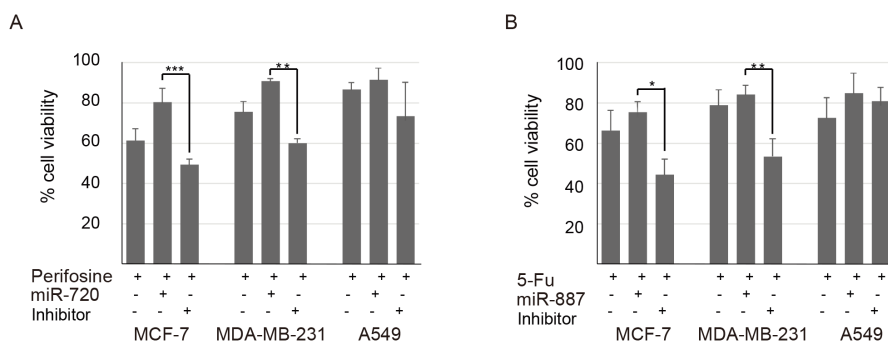 A
% cell viability
100
80
60
40
20
*** ** 
Perifosine + + + + + + + + +
miR-720 - + - - + - - + -
Inhibitor - - + - - + - - +
MCF-7 MDA-MB-231 A549
B
% cell viability
100
80
60
40
20
* **
5-Fu + + + + + + + + +
miR-887 - + - - + - - + -
Inhibitor - - + - - + - - +
MCF-7 MDA-MB-231 A549